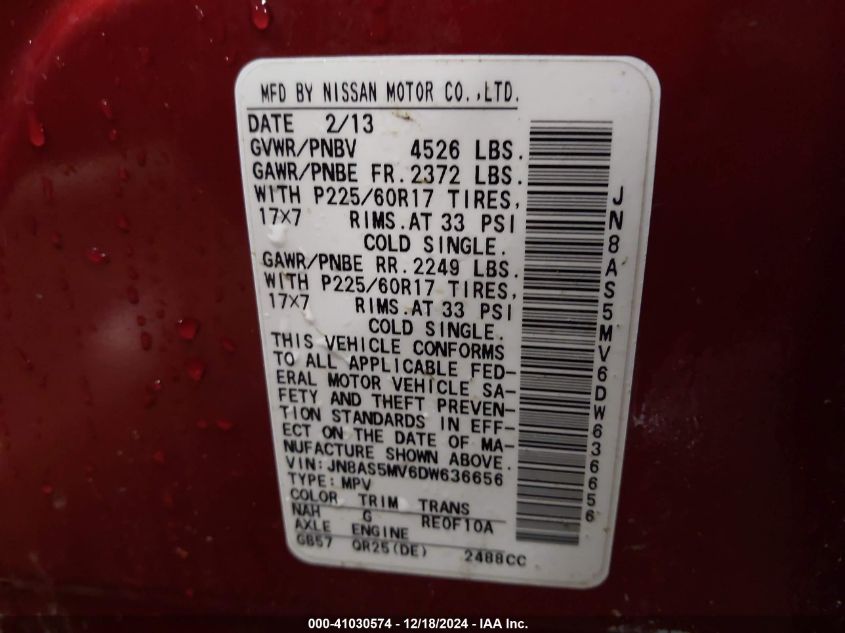 MFD BY NISSAN MOTOR CO.,LTD.
DATE 2/13
GVWR/PNBV 4526 LBS.
GAWR/PNBE FR.2372 LBS.
WITH P225/60R17 TIRES,
17X7 RIMS.AT 33 PSI
COLD SINGLE.
GAWR/PNBE RR.2249 LBS.
WITH P225/60R17 TIRES,
17X7 RIMS.AT 33 PSI
COLD SINGLE.
THIS VEHICLE CONFORMS
TO ALL APPLICABLE FED-
ERAL MOTOR VEHICLE SA-
FETY AND THEFT PREVEN-
TION STANDARDS IN EFF-
ECT ON THE DATE OF MA-
NUFACTURE SHOWN ABOVE.
VIN: JN8AS5MV6DW636656
TYPE: MPV
COLOR TRIM TRANS
NAH G RE0F10A
AXLE ENGINE
GB57 QR25(DE) 2488CC
JN8AS5MV6DW636656
000-41030574 - 12/18/2024 - IAA Inc.